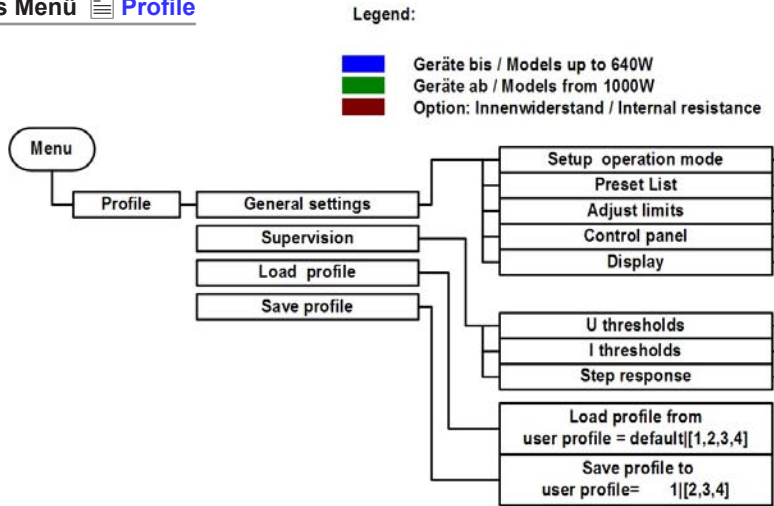 s Menü Profile
Legend:
Geräte bis / Models up to 640W
Geräte ab / Models from 1000W
Option: Innenwiderstand / Internal resistance
Menu
Profile
General settings
Supervision
Load profile
Save profile
Setup operation mode
Preset List
Adjust limits
Control panel
Display
U thresholds
I thresholds
Step response
Load profile from
user profile = default|[1,2,3,4]
Save profile to
user profile= 1|[2,3,4]